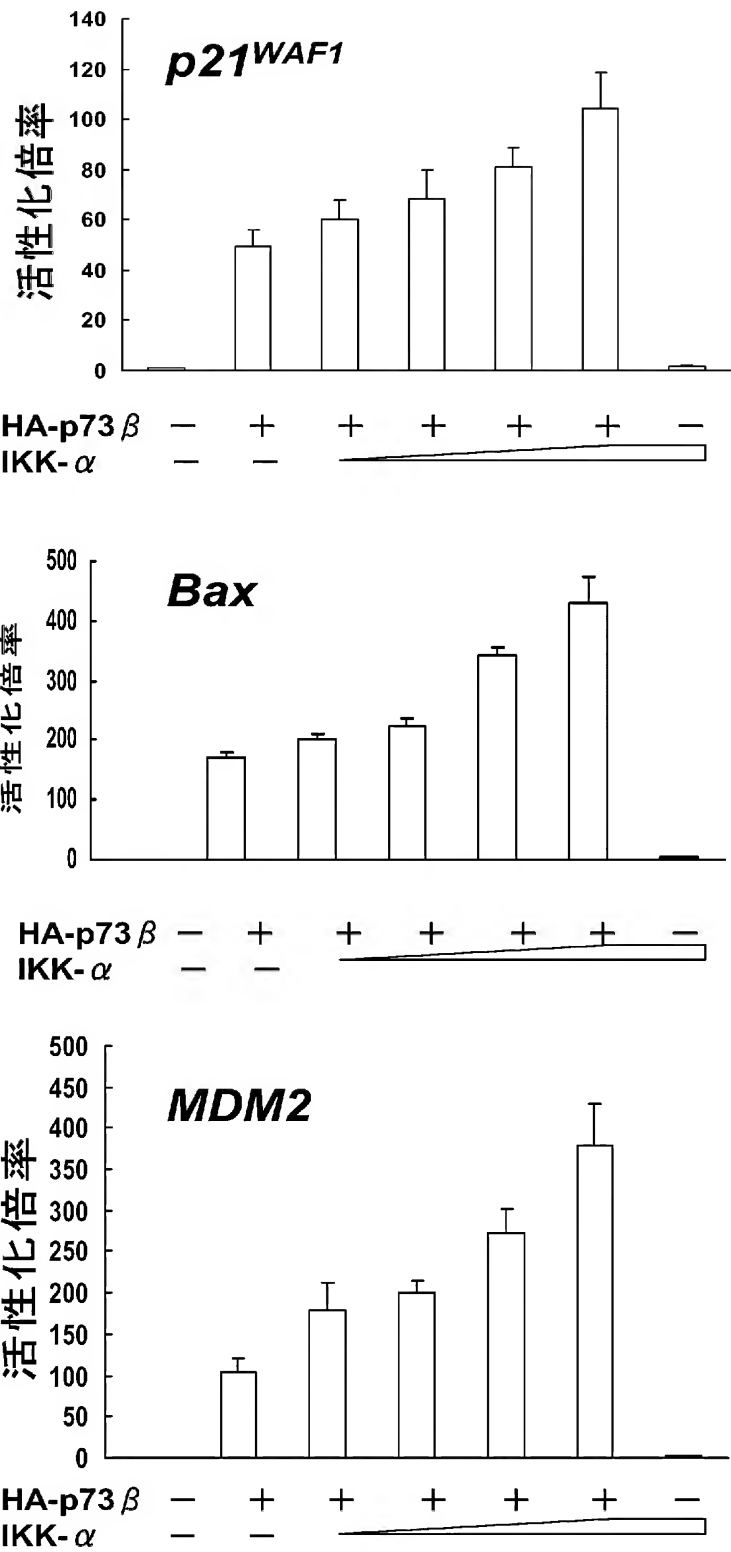 p21WAF1
活性化倍率
140
120
100
80
60
40
20
0
HA-p73β — + + + + + —
IKK-α — —
Bax
活性化倍率
500
400
300
200
100
0
HA-p73β — + + + + + —
IKK-α — —
MDM2
活性化倍率
500
450
400
350
300
250
200
150
100
50
0
HA-p73β — + + + + + —
IKK-α — —